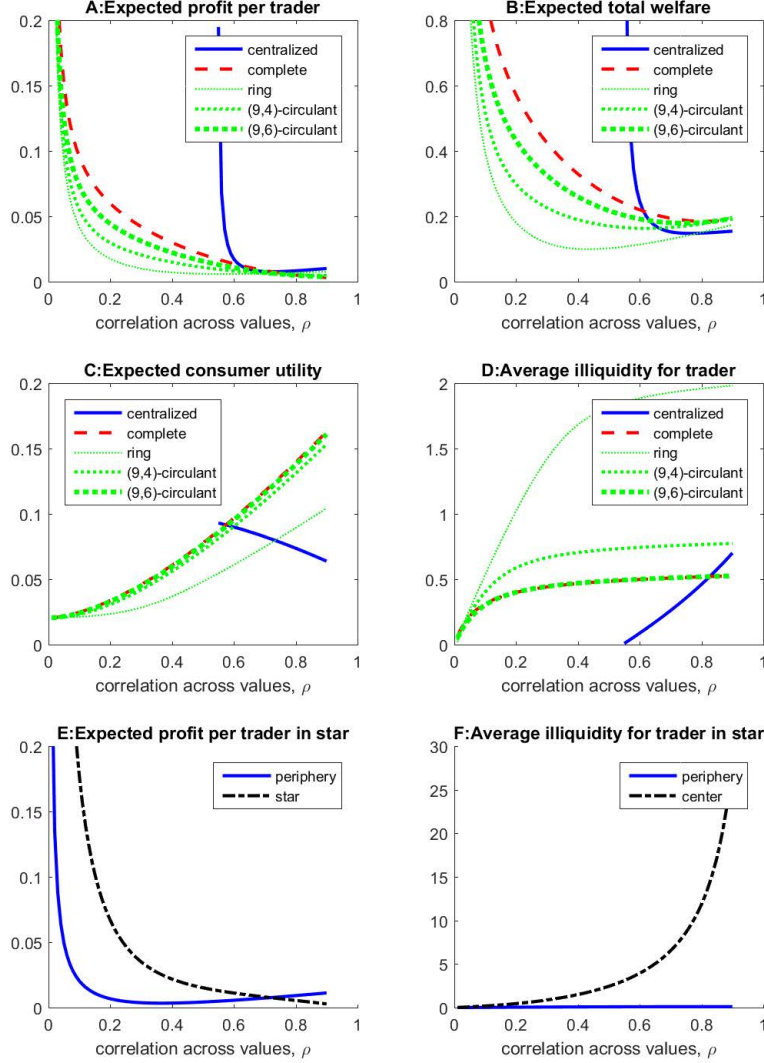 A:Expected profit per trader
0.2
0.15
0.1
0.05
0
0 0.2 0.4 0.6 0.8 1
correlation across values, ρ
centralized
complete
ring
(9,4)-circulant
(9,6)-circulant
B:Expected total welfare
0.8
0.6
0.4
0.2
0
0 0.2 0.4 0.6 0.8 1
correlation across values, ρ
centralized
complete
ring
(9,4)-circulant
(9,6)-circulant
C:Expected consumer utility
0.2
0.15
0.1
0.05
0
0 0.2 0.4 0.6 0.8 1
correlation across values, ρ
centralized
complete
ring
(9,4)-circulant
(9,6)-circulant
D:Average illiquidity for trader
2
1.5
1
0.5
0
0 0.2 0.4 0.6 0.8 1
correlation across values, ρ
centralized
complete
ring
(9,4)-circulant
(9,6)-circulant
E:Expected profit per trader in star
0.2
0.15
0.1
0.05
0
0 0.2 0.4 0.6 0.8 1
correlation across values, ρ
periphery
star
F:Average illiquidity for trader in star
30
25
20
15
10
5
0
0 0.2 0.4 0.6 0.8 1
correlation across values, ρ
periphery
center